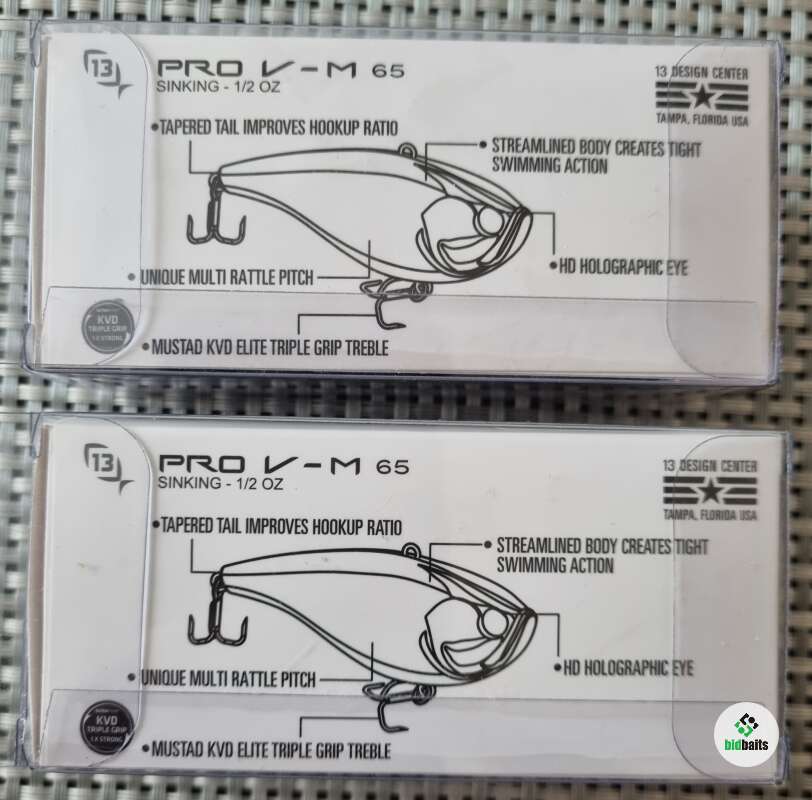 13
PRO V-M 65
SINKING - 1/2 OZ
13 DESIGN CENTER
TAMPA, FLORIDA USA
•TAPERED TAIL IMPROVES HOOKUP RATIO
• STREAMLINED BODY CREATES TIGHT
SWIMMING ACTION
•HD HOLOGRAPHIC EYE
• UNIQUE MULTI RATTLE PITCH
KVD
TRIPLE GRIP
1X STRONG
•MUSTAD KVD ELITE TRIPLE GRIP TREBLE
13
PRO V-M 65
SINKING - 1/2 OZ
13 DESIGN CENTER
TAMPA, FLORIDA USA
•TAPERED TAIL IMPROVES HOOKUP RATIO
• STREAMLINED BODY CREATES TIGHT
SWIMMING ACTION
•HD HOLOGRAPHIC EYE
• UNIQUE MULTI RATTLE PITCH
KVD
TRIPLE GRIP
1X STRONG
•MUSTAD KVD ELITE TRIPLE GRIP TREBLE
bidbaits